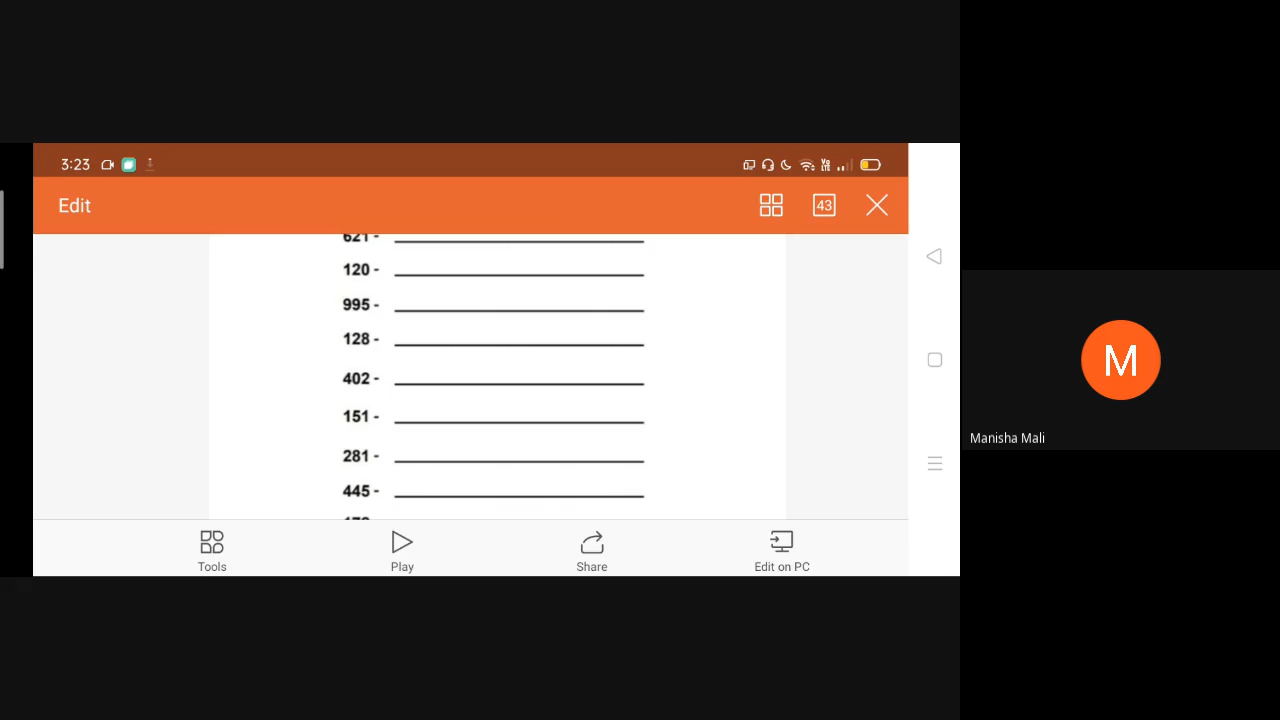 3:23
Edit
43
621 -
120 -
995 -
128 -
402 -
151 -
281 -
445 -
Tools
Play
Share
Edit on PC
M
Manisha Mali